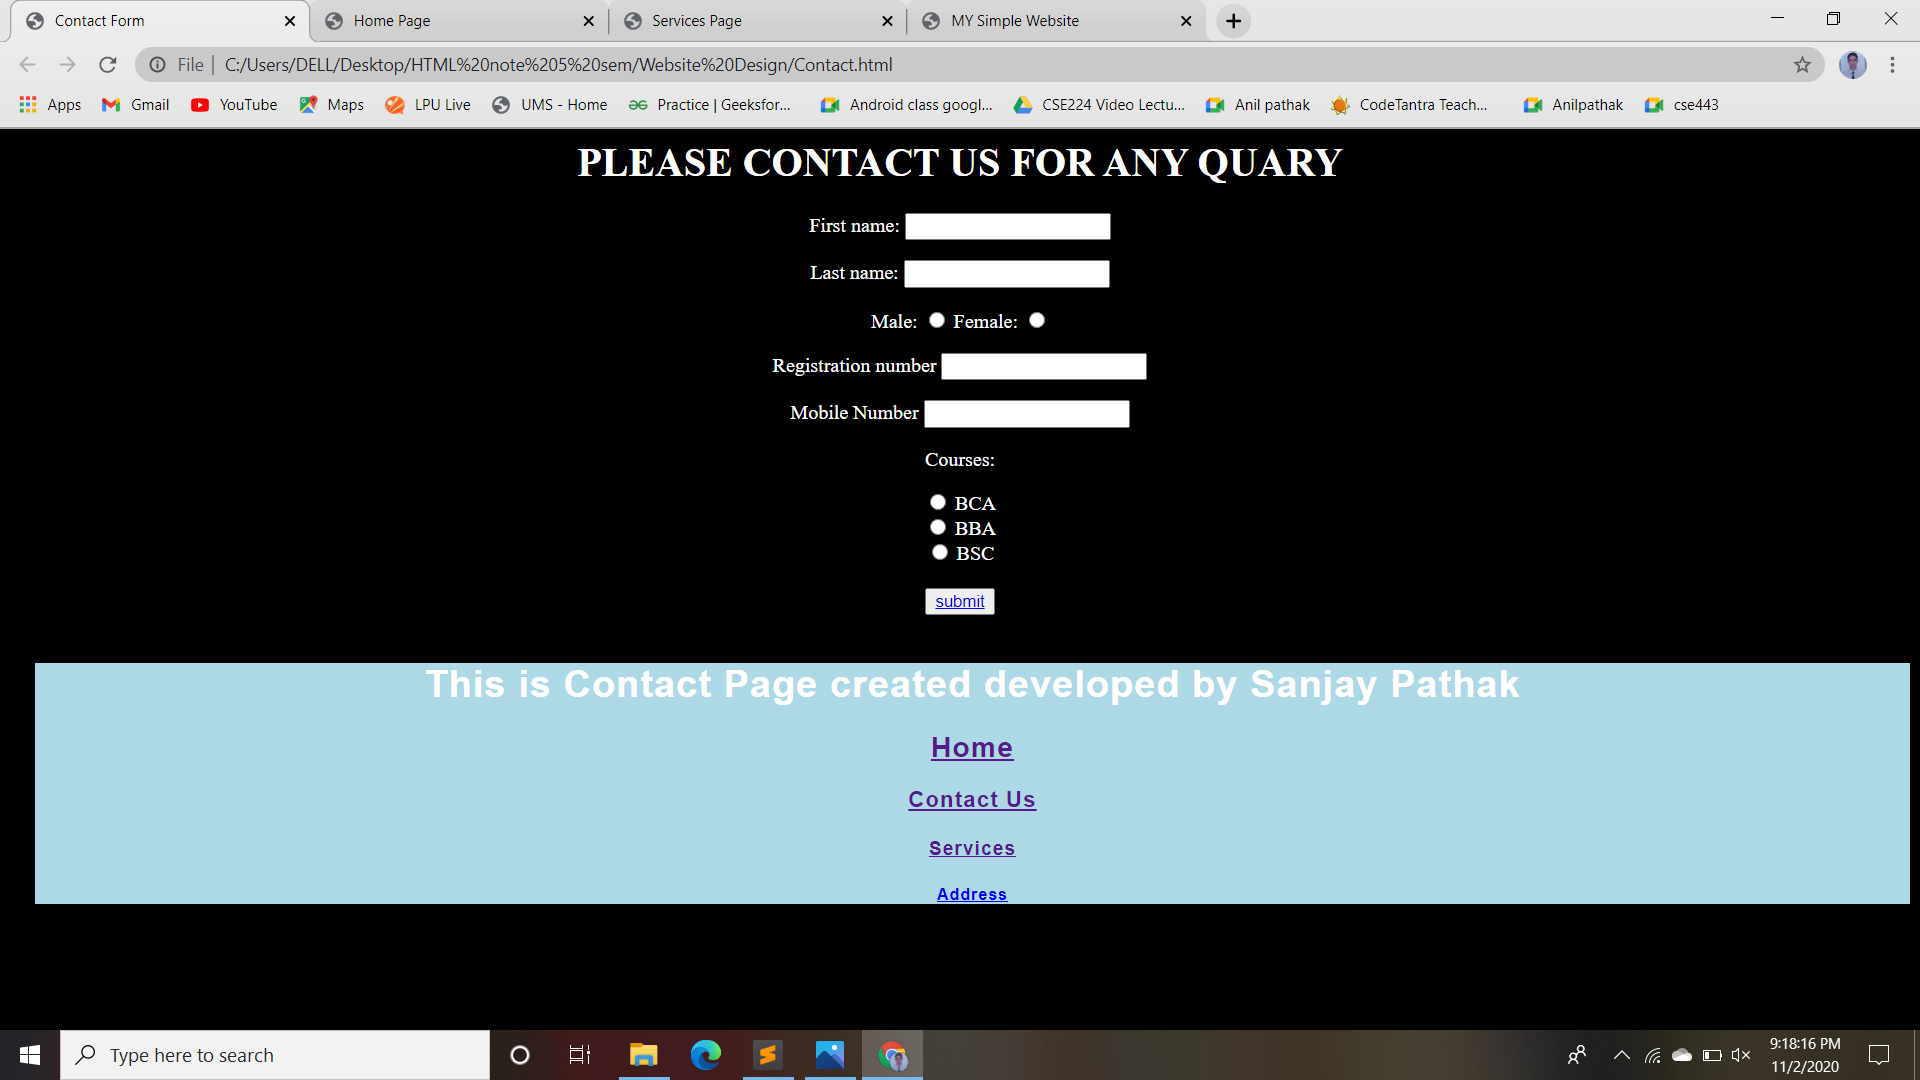 Contact Form Home Page Services Page MY Simple Website
File C:/Users/DELL/Desktop/HTML%20note%205%20sem/Website%20Design/Contact.html
Apps Gmail YouTube Maps LPU Live UMS - Home Practice | Geeksfor... Android class googl... CSE224 Video Lectu... Anil pathak CodeTantra Teach... Anilpathak cse443
PLEASE CONTACT US FOR ANY QUARY
First name:
Last name:
Male: Female:
Registration number
Mobile Number
Courses:
BCA
BBA
BSC
submit
This is Contact Page created developed by Sanjay Pathak
Home
Contact Us
Services
Address
Type here to search
9:18:16 PM
11/2/2020